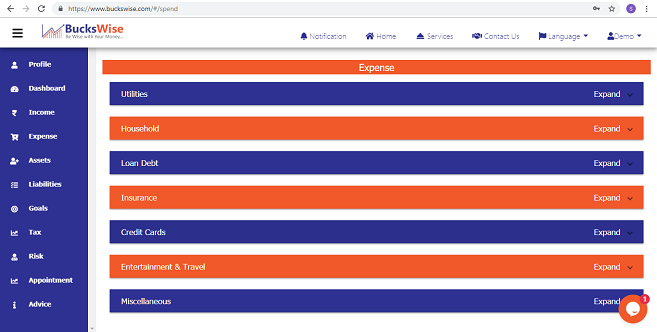 https://www.buckswise.com/#/spend
S
BucksWise
Be Wise with Your Money...
Notification
Home
Services
Contact Us
Language
Demo
Profile
Dashboard
Income
Expense
Assets
Liabilities
Goals
Tax
Risk
Appointment
Advice
Expense
Utilities Expand
Household Expand
Loan Debt Expand
Insurance Expand
Credit Cards Expand
Entertainment & Travel Expand
Miscellaneous Expand
1